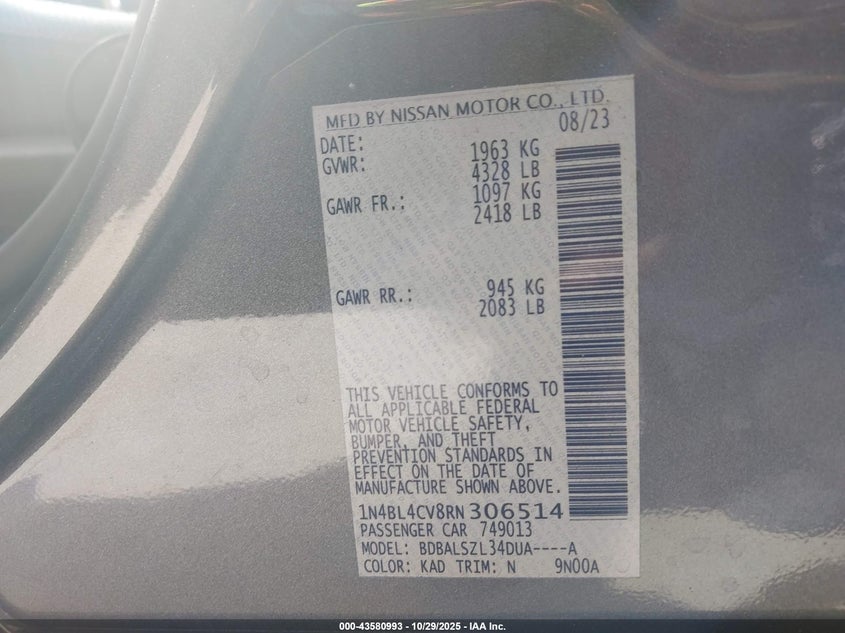 MFD BY NISSAN MOTOR CO., LTD.
DATE: 08/23
GVWR: 1963 KG
4328 LB
GAWR FR.: 1097 KG
2418 LB
GAWR RR.: 945 KG
2083 LB
THIS VEHICLE CONFORMS TO
ALL APPLICABLE FEDERAL
MOTOR VEHICLE SAFETY,
BUMPER, AND THEFT
PREVENTION STANDARDS IN
EFFECT ON THE DATE OF
MANUFACTURE SHOWN ABOVE.
1N4BL4CV8RN306514
PASSENGER CAR 749013
MODEL: BDBALSZL34DUA----A
COLOR: KAD TRIM: N 9N00A
000-43580993 | 10/29/2025 - IAA Inc.